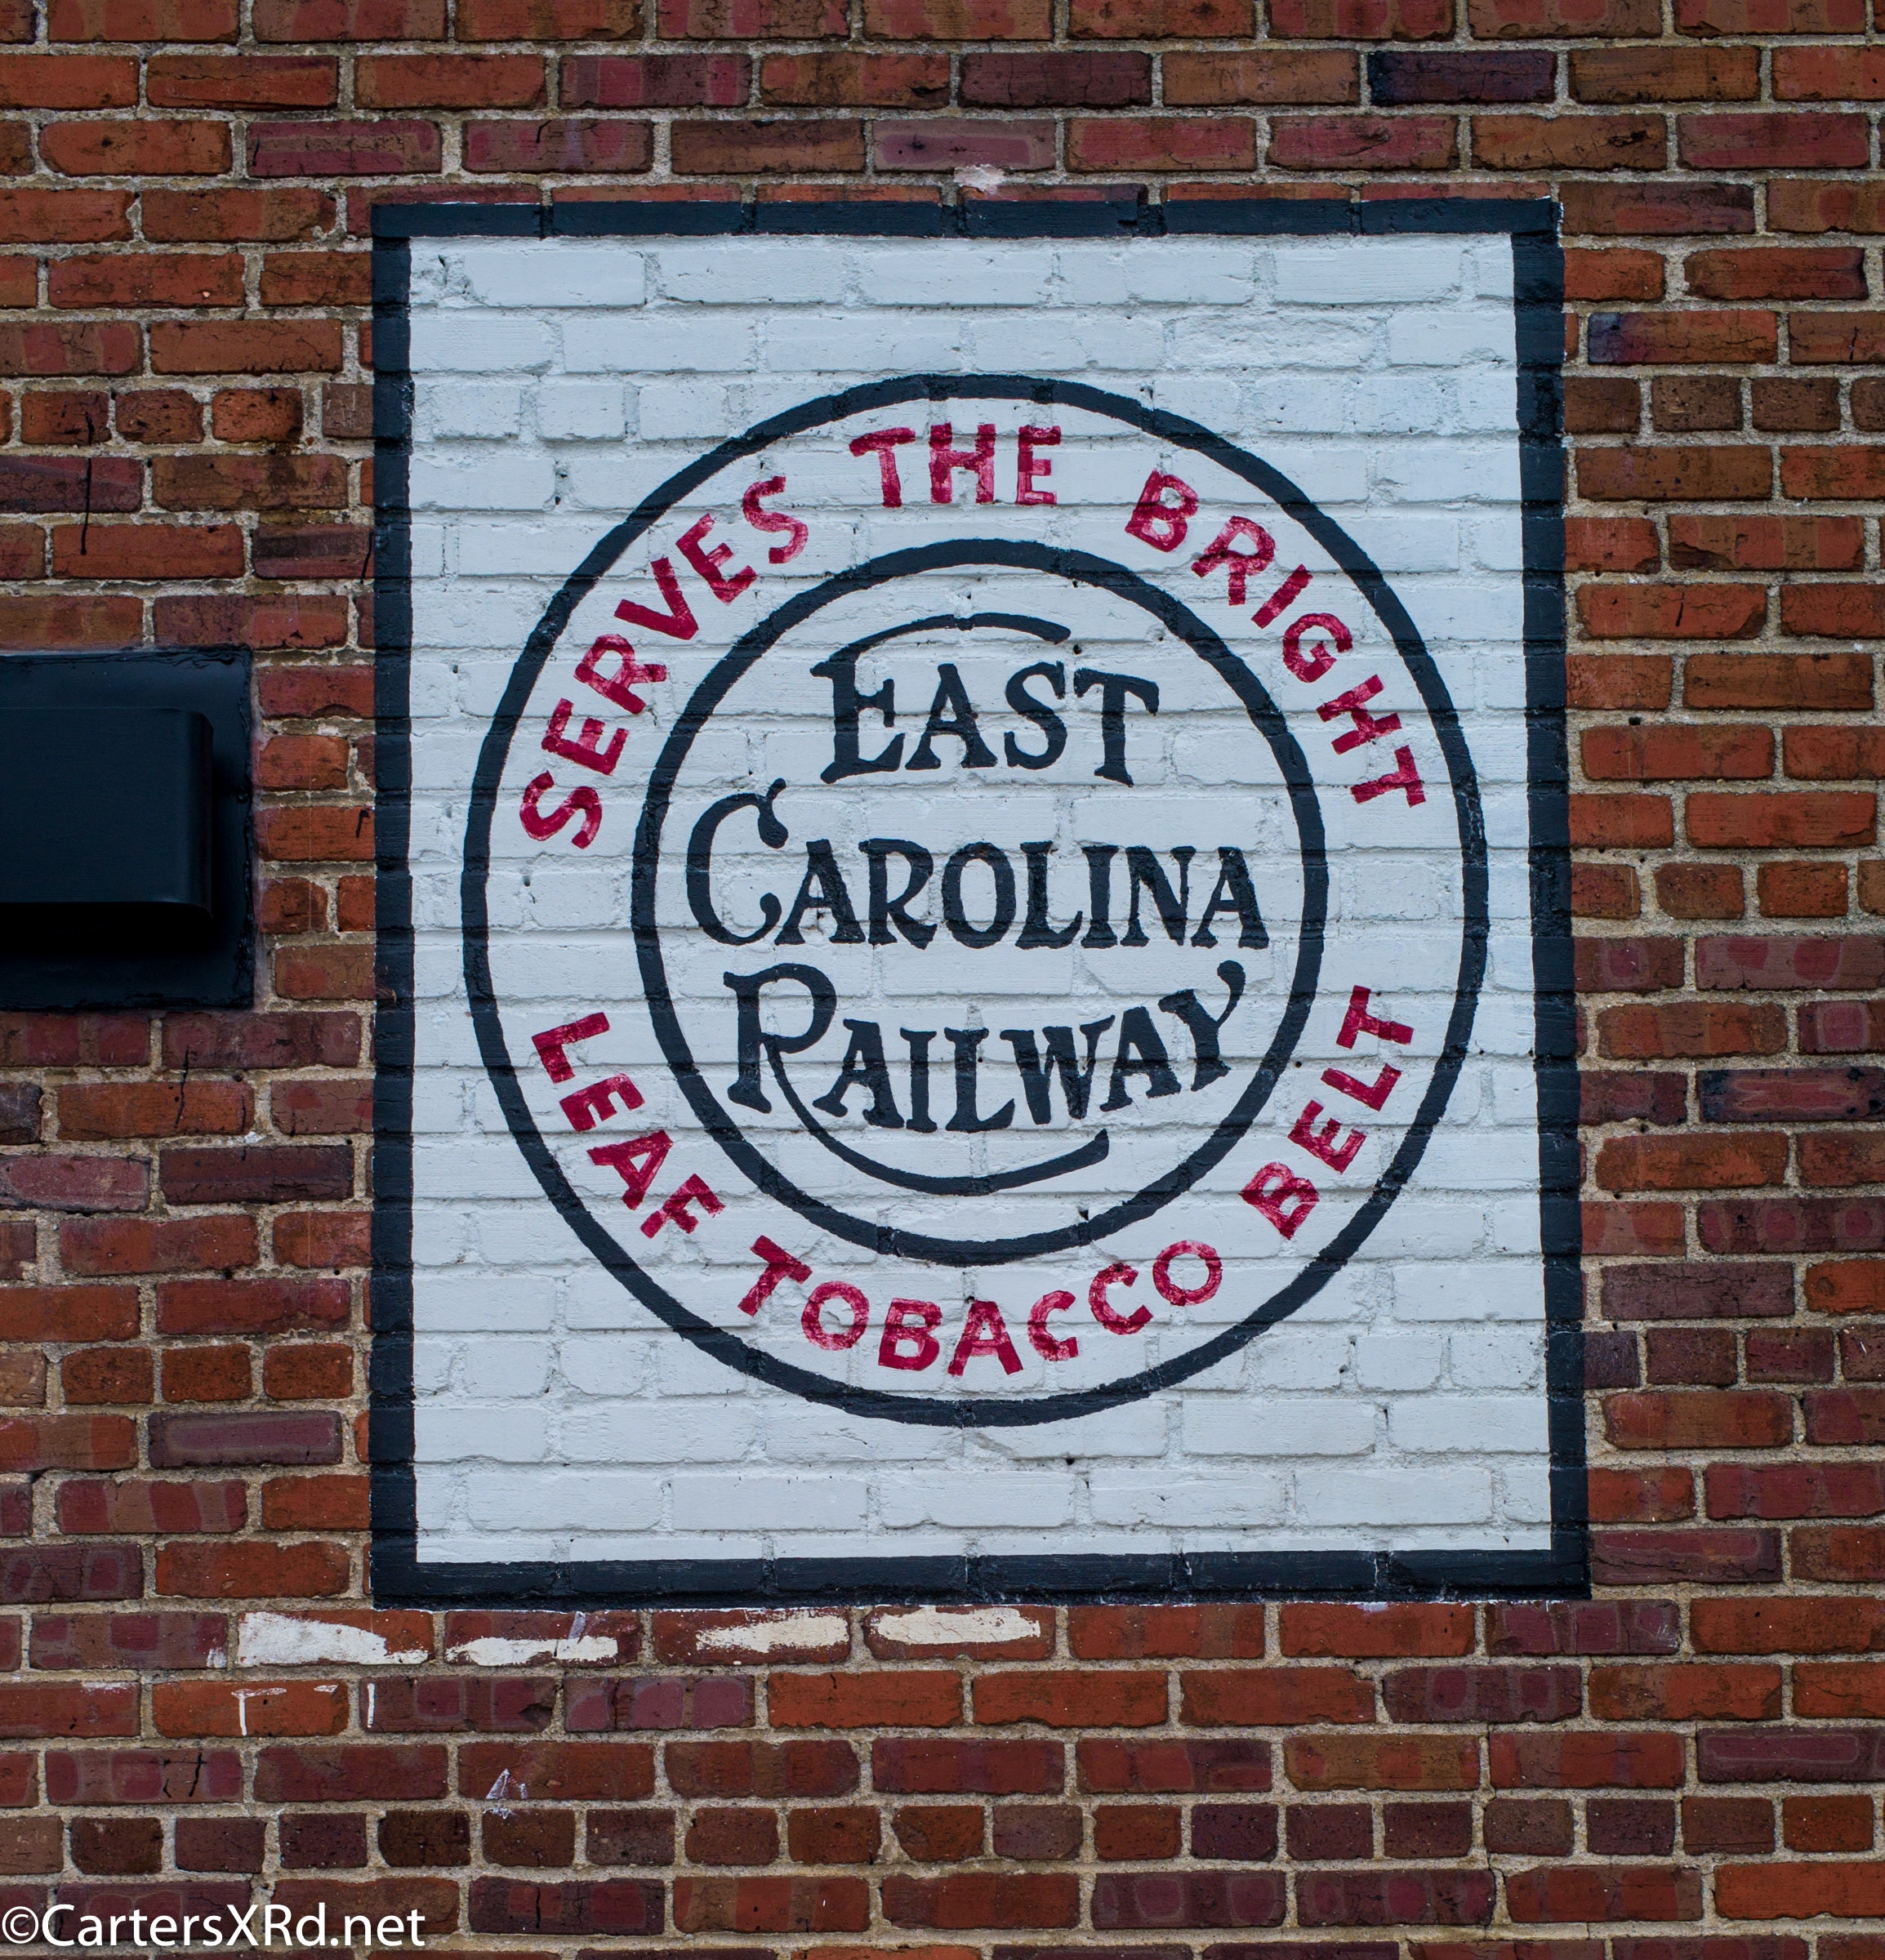 SERVES THE BRIGHT
EAST
CAROLINA
RAILWAY
LEAF TOBACCO BELT
©CartersXRd.net